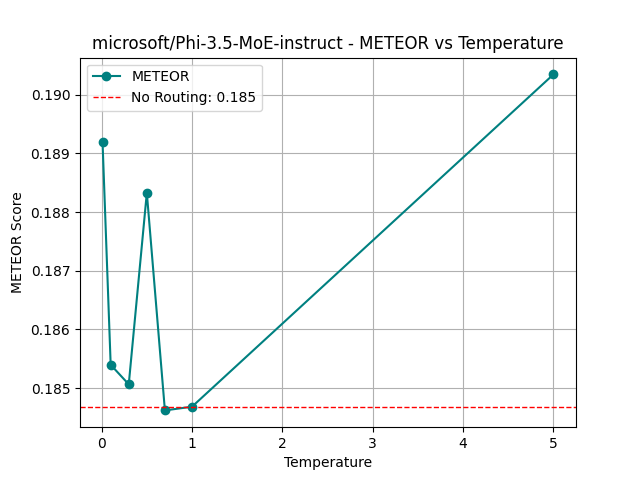 microsoft/Phi-3.5-MoE-instruct - METEOR vs Temperature
METEOR
No Routing: 0.185
METEOR Score
0.190
0.189
0.188
0.187
0.186
0.185
0 1 2 3 4 5
Temperature